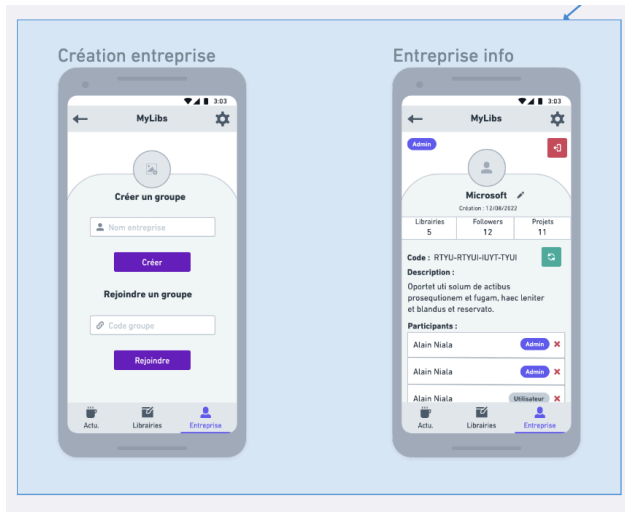 Création entreprise
3:03
MyLibs
Créer un groupe
Nom entreprise
Créer
Rejoindre un groupe
Code groupe
Rejoindre
Actu. Librairies Entreprise
Entreprise info
3:03
MyLibs
Admin
Microsoft
Création : 12/08/2022
Librairies Followers Projets
5 12 11
Code : RTYU-RTYUI-IUYT-TYUI
Description :
Oportet uti solum de actibus
prosequtionem et fugam, haec leniter
et blandus et reservato.
Participants :
Alain Niala Admin
Alain Niala Admin
Alain Niala Utilisateur
Actu. Librairies Entreprise